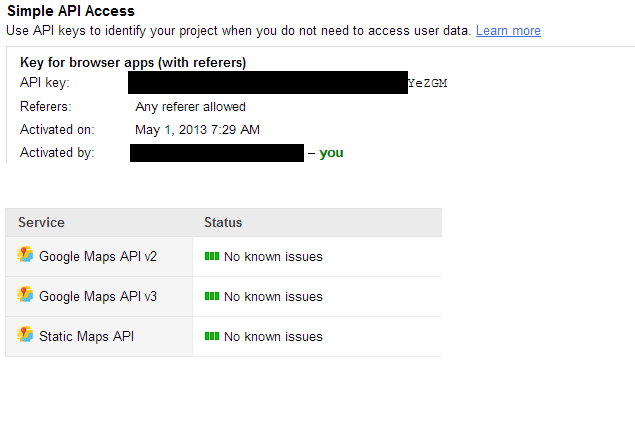 Simple API Access
Use API keys to identify your project when you do not need to access user data. Learn more
Key for browser apps (with referers)
API key: YeZGM
Referers: Any referer allowed
Activated on: May 1, 2013 7:29 AM
Activated by: – you
Service Status
Google Maps API v2 No known issues
Google Maps API v3 No known issues
Static Maps API No known issues